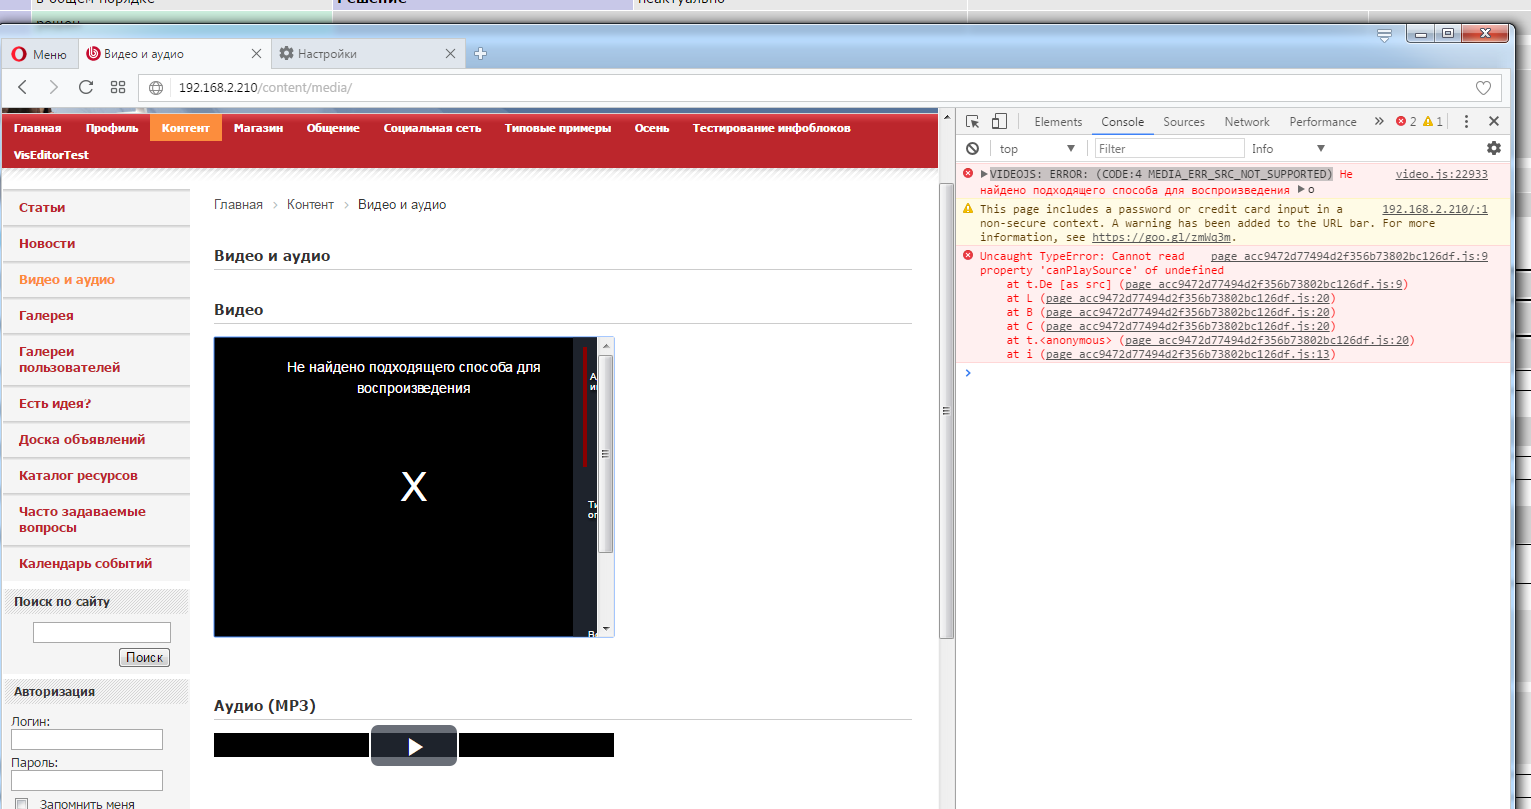 в общем порядке
Решение
неактуально
решен
Меню
Видео и аудио
Настройки
192.168.2.210/content/media/
Главная
Профиль
Контент
Магазин
Общение
Социальная сеть
Типовые примеры
Осень
Тестирование инфоблоков
VisEditorTest
Статьи
Новости
Видео и аудио
Галерея
Галереи
пользователей
Есть идея?
Доска объявлений
Каталог ресурсов
Часто задаваемые
вопросы
Календарь событий
Поиск по сайту
Поиск
Авторизация
Логин:
Пароль:
Запомнить меня
Главная > Контент > Видео и аудио
Видео и аудио
Видео
Не найдено подходящего способа для
воспроизведения
X
Аудио (MP3)
Elements
Console
Sources
Network
Performance
» 2 1
top
Filter
Info
VIDEOJS: ERROR: (CODE:4 MEDIA_ERR_SRC_NOT_SUPPORTED) Не video.js:22933
найдено подходящего способа для воспроизведения o
This page includes a password or credit card input in a 192.168.2.210/:1
non-secure context. A warning has been added to the URL bar. For more
information, see https://goo.gl/zmWq3m.
Uncaught TypeError: Cannot read page_acc9472d77494d2f356b73802bc126df.js:9
property 'canPlaySource' of undefined
at t.De [as src] (page_acc9472d77494d2f356b73802bc126df.js:9)
at L (page_acc9472d77494d2f356b73802bc126df.js:20)
at B (page_acc9472d77494d2f356b73802bc126df.js:20)
at C (page_acc9472d77494d2f356b73802bc126df.js:20)
at t.<anonymous> (page_acc9472d77494d2f356b73802bc126df.js:20)
at i (page_acc9472d77494d2f356b73802bc126df.js:13)
>